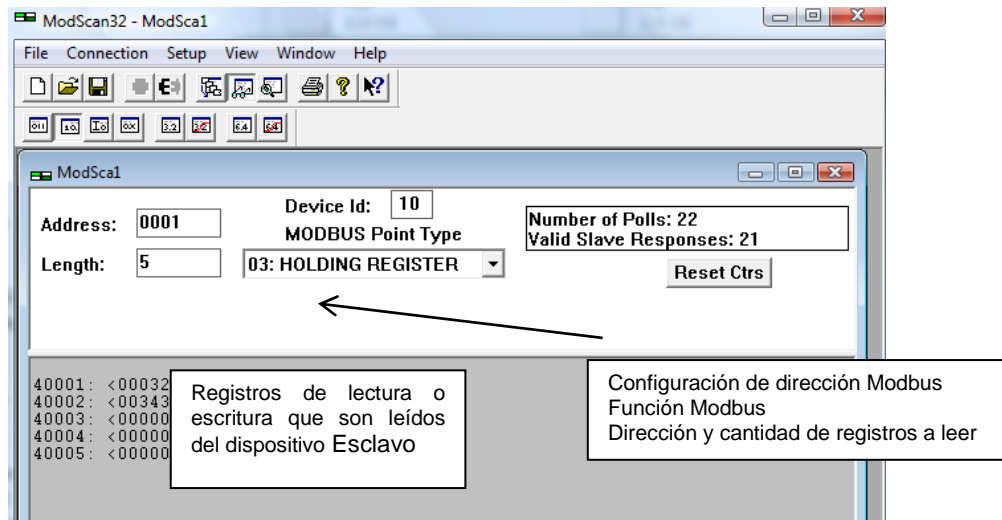 ModScan32 - ModSca1
File Connection Setup View Window Help
ModSca1
Address: 0001
Device Id: 10
MODBUS Point Type
Length: 5
03: HOLDING REGISTER
Number of Polls: 22
Valid Slave Responses: 21
Reset Ctrs
40001: <00032
40002: <00343
40003: <00000
40004: <00000
40005: <00000
Registros de lectura o
escritura que son leídos
del dispositivo Esclavo
Configuración de dirección Modbus
Función Modbus
Dirección y cantidad de registros a leer